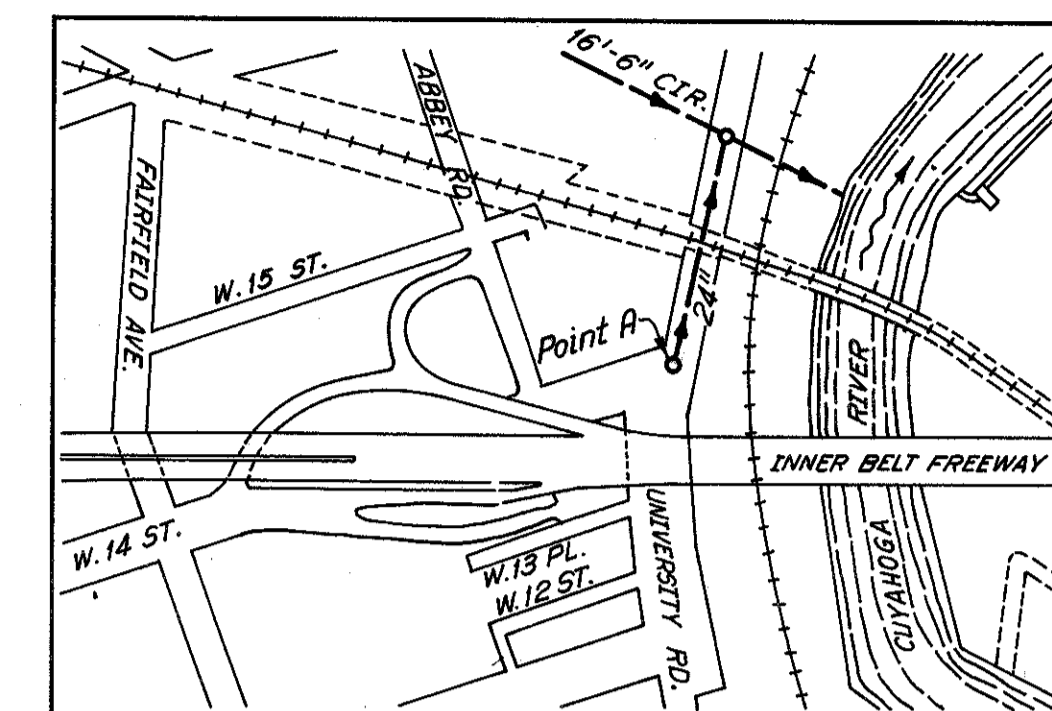 16'-6" CIR.
ABBEY RD.
FAIRFIELD AVE.
W. 15 ST.
24"
Point A
RIVER
INNER BELT FREEWAY
W. 14 ST.
W. 13 PL.
W. 12 ST.
UNIVERSITY RD.
CUYAHOGA